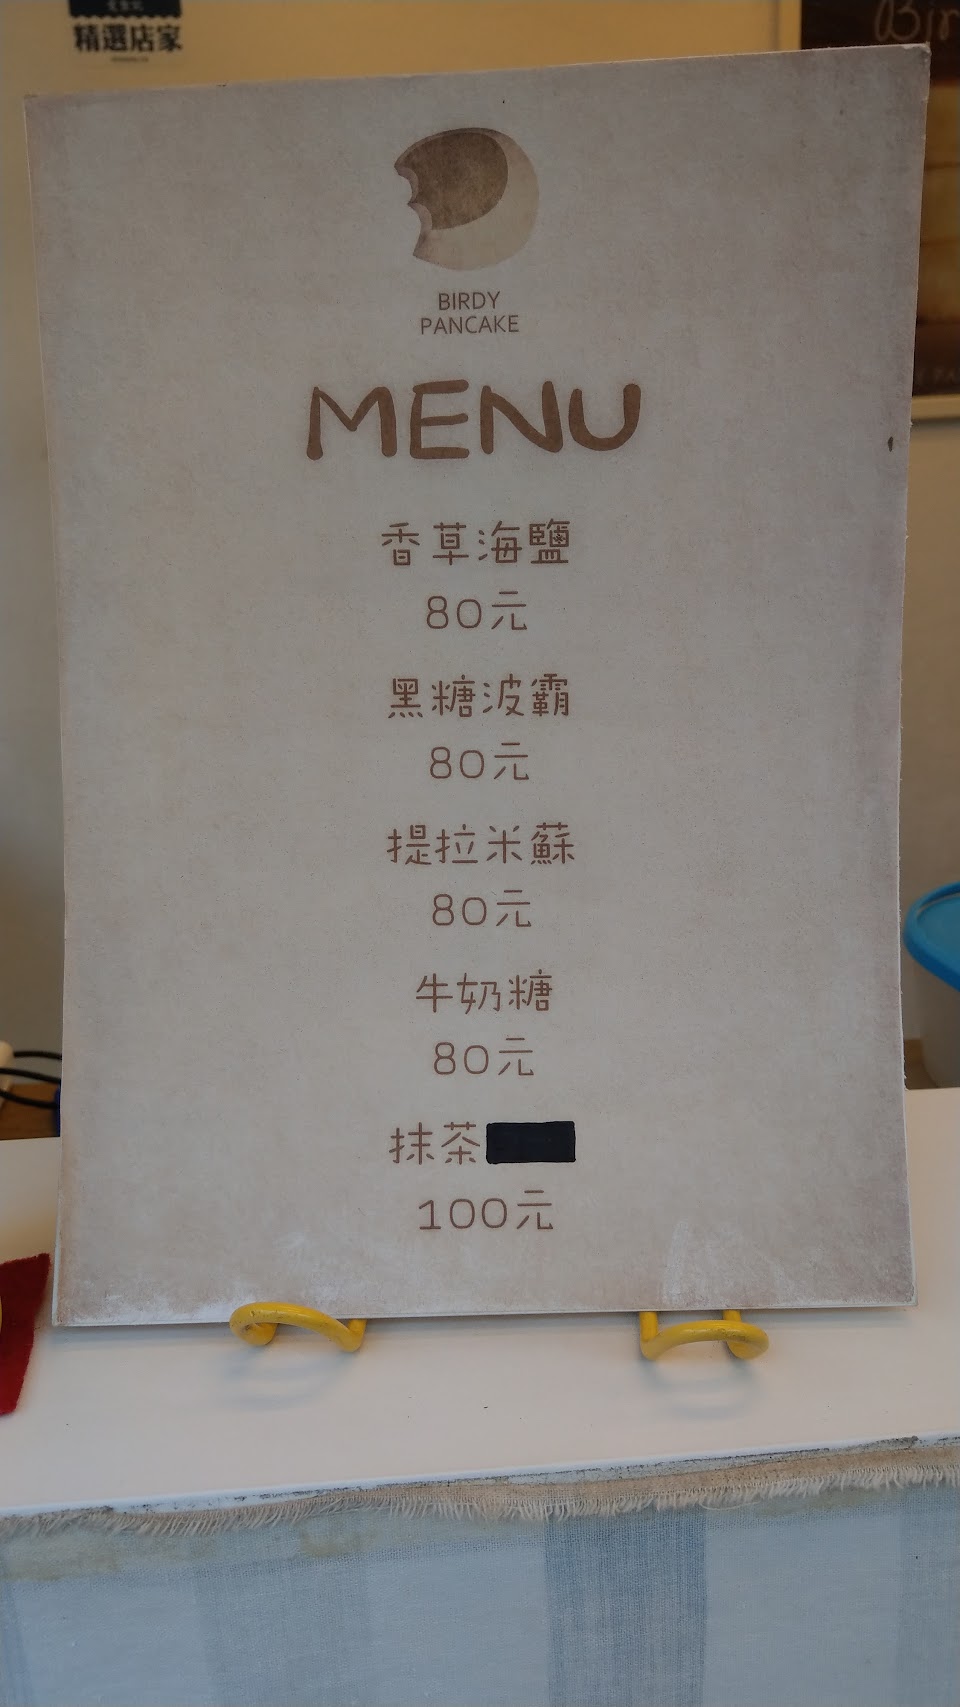 精選店家
BIRDY
PANCAKE
MENU
香草海鹽
80元
黑糖波霸
80元
提拉米蘇
80元
牛奶糖
80元
抹茶
100元